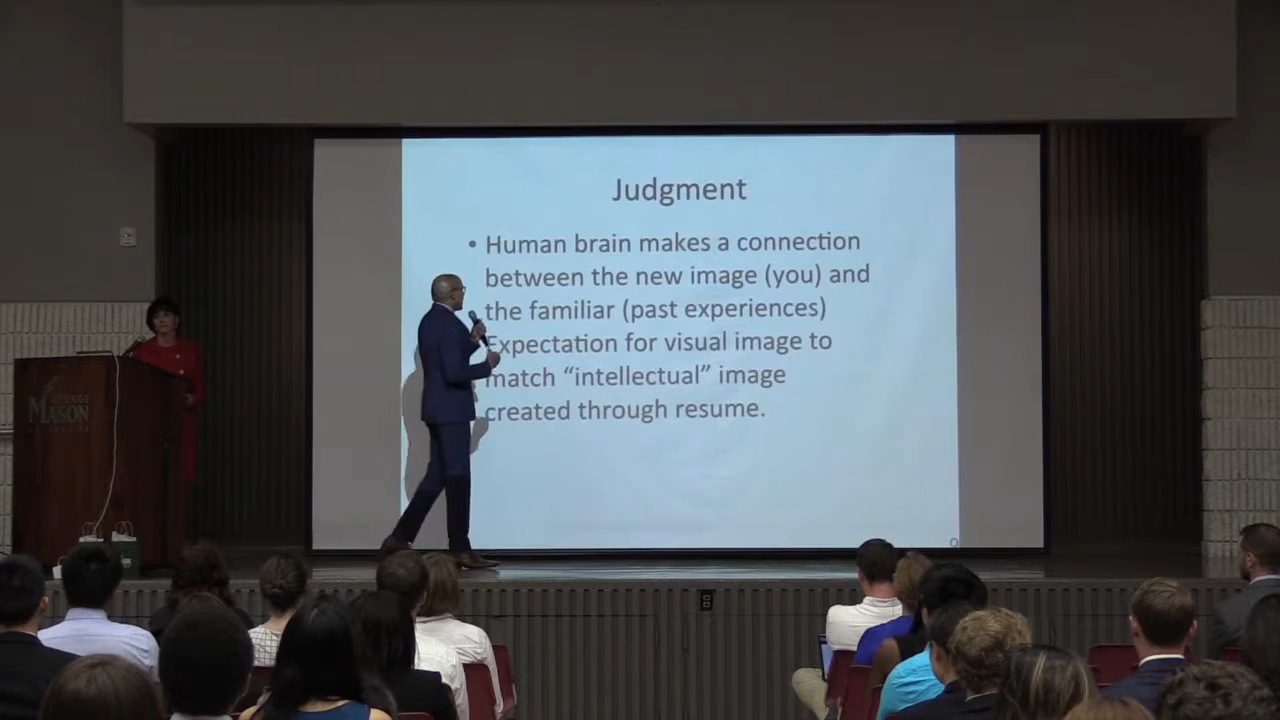 Judgment
• Human brain makes a connection
between the new image (you) and
the familiar (past experiences)
Expectation for visual image to
match “intellectual” image
created through resume.
GEORGE
MASON